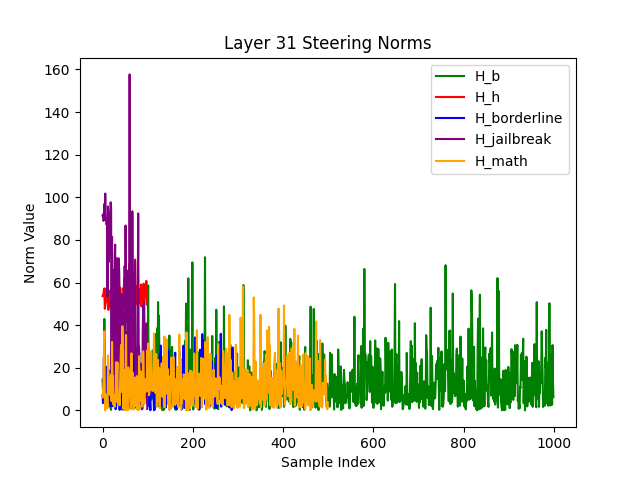 Layer 31 Steering Norms
H_b
H_h
H_borderline
H_jailbreak
H_math
Norm Value
160
140
120
100
80
60
40
20
0
0 200 400 600 800 1000
Sample Index